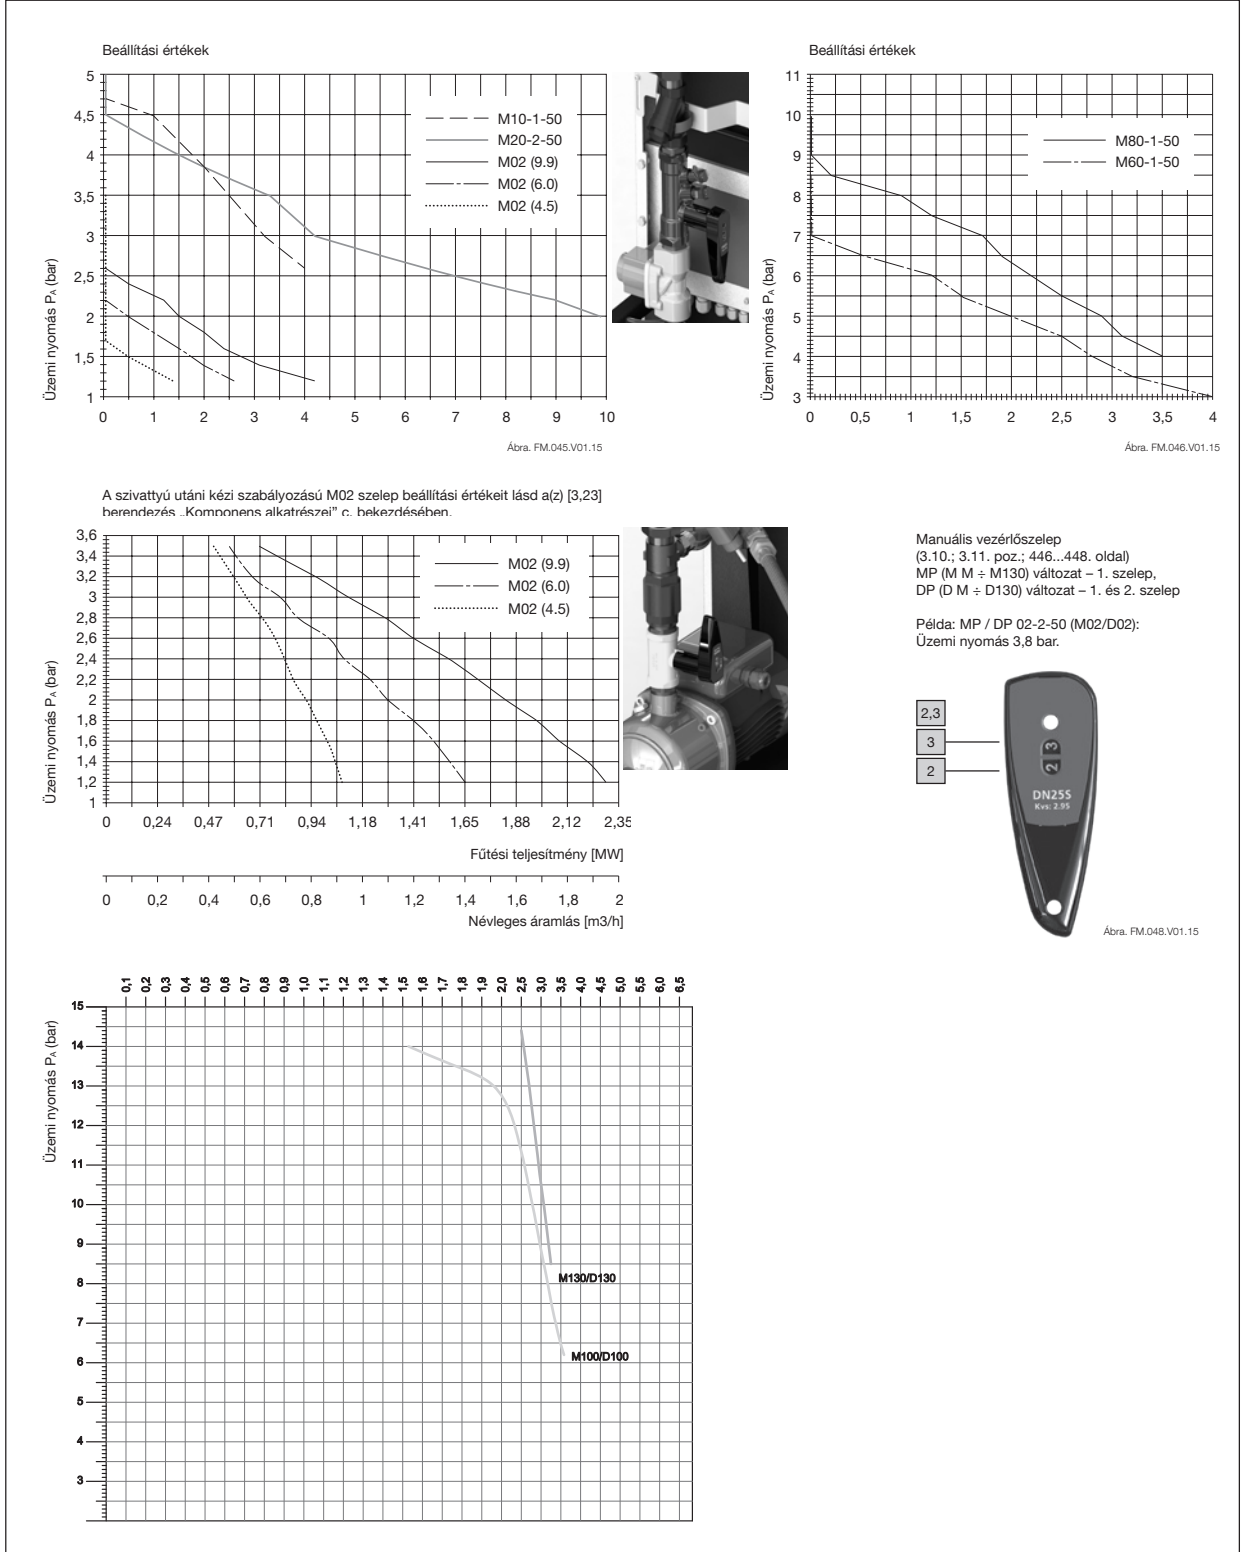 Beállítási értékek
5
4,5
4
3,5
3
2,5
2
1,5
1
Üzemi nyomás PA (bar)
M10-1-50
M20-2-50
M02 (9.9)
M02 (6.0)
M02 (4.5)
0 1 2 3 4 5 6 7 8 9 10
Ábra. FM.045.V01.15
Beállítási értékek
11
10
9
8
7
6
5
4
3
Üzemi nyomás PA (bar)
M80-1-50
M60-1-50
0 0,5 1 1,5 2 2,5 3 3,5 4
Ábra. FM.046.V01.15
A szivattyú utáni kézi szabályozású M02 szelep beállítási értékeit lásd a(z) [3,23]
berendezés „Komponens alkatrészei” c. bekezdésében.
3,6
3,4
3,2
3
2,8
2,6
2,4
2,2
2
1,8
1,6
1,4
1,2
1
Üzemi nyomás PA (bar)
M02 (9.9)
M02 (6.0)
M02 (4.5)
0 0,24 0,47 0,71 0,94 1,18 1,41 1,65 1,88 2,12 2,35
Fűtési teljesítmény [MW]
0 0,2 0,4 0,6 0,8 1 1,2 1,4 1,6 1,8 2
Névleges áramlás [m3/h]
Manuális vezérlőszelep
(3.10.; 3.11. poz.; 446...448. oldal)
MP (M M ÷ M130) változat – 1. szelep,
DP (D M ÷ D130) változat – 1. és 2. szelep
Példa: MP / DP 02-2-50 (M02/D02):
Üzemi nyomás 3,8 bar.
2,3
3
2
2 3
DN25S
Kvs: 2.95
Ábra. FM.048.V01.15
0,1 0,2 0,3 0,4 0,5 0,6 0,7 0,8 0,9 1,0 1,1 1,2 1,3 1,4 1,5 1,6 1,7 1,8 1,9 2,0 2,5 3,0 3,5 4,0 4,5 5,0 5,5 6,0 6,5
15
14
13
12
11
10
9
8
7
6
5
4
3
Üzemi nyomás PA (bar)
M130/D130
M100/D100